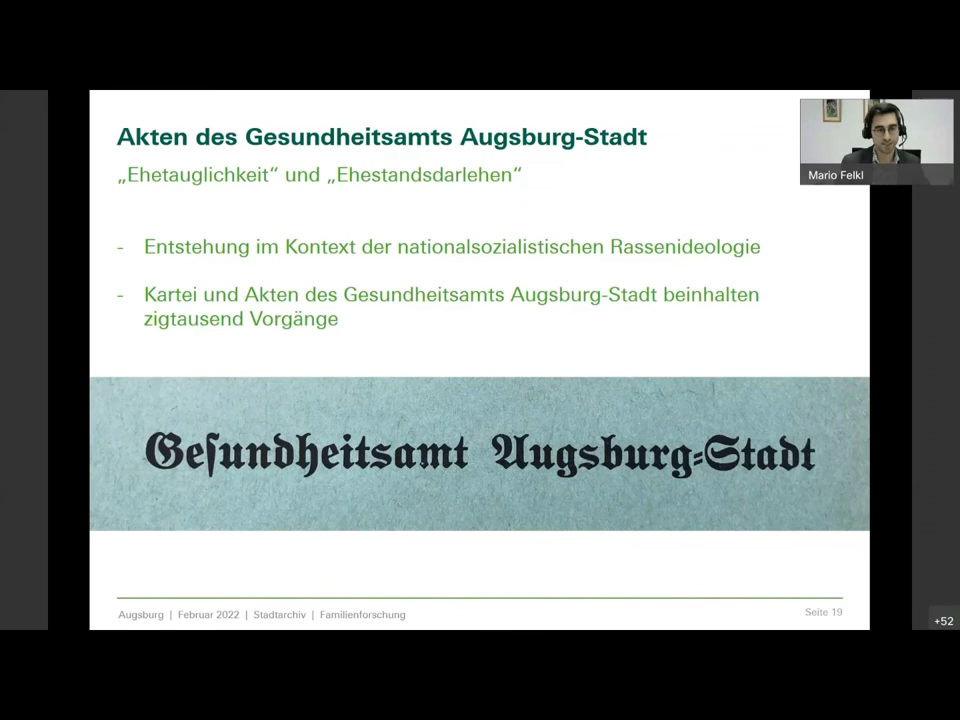 Akten des Gesundheitsamts Augsburg-Stadt
„Ehetauglichkeit“ und „Ehestandsdarlehen“
- Entstehung im Kontext der nationalsozialistischen Rassenideologie
- Kartei und Akten des Gesundheitsamts Augsburg-Stadt beinhalten
zigtausend Vorgänge
Geſundheitsamt Augsburg-Stadt
Augsburg | Februar 2022 | Stadtarchiv | Familienforschung
Seite 19
Mario Felkl
+52